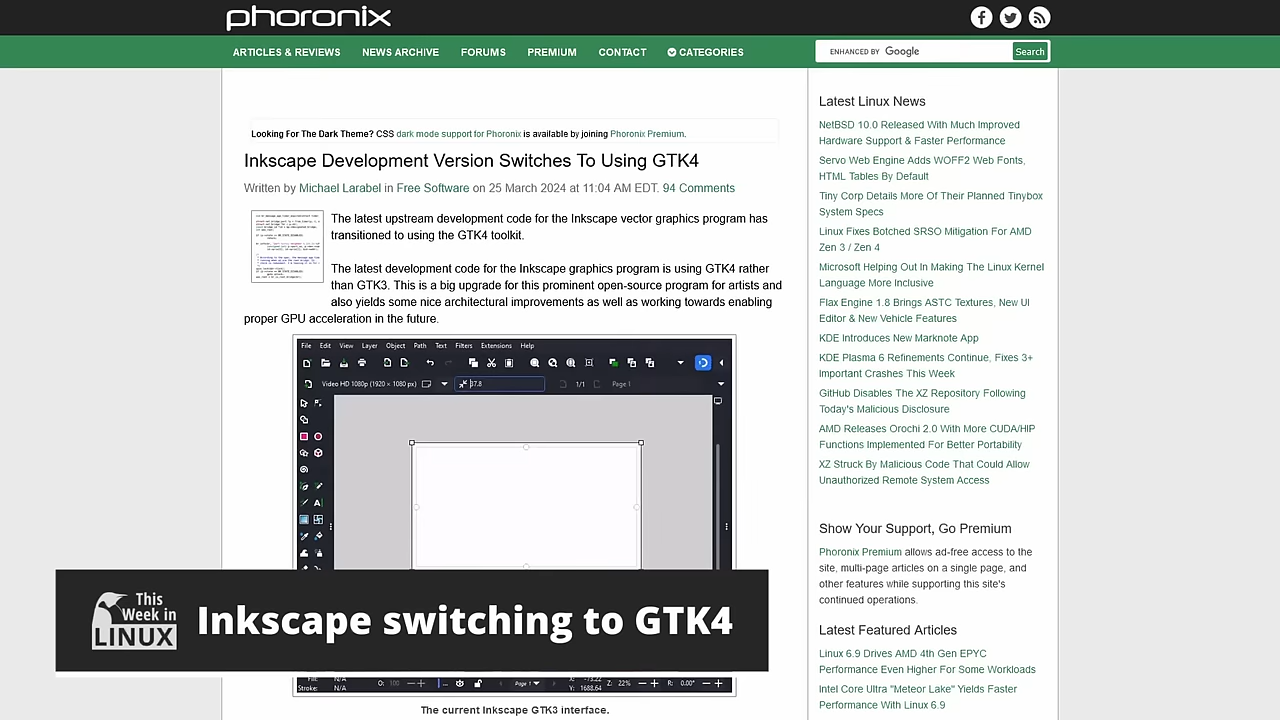 phoronix
ARTICLES & REVIEWS NEWS ARCHIVE FORUMS PREMIUM CONTACT CATEGORIES
ENHANCED BY Google Search
Looking For The Dark Theme? CSS dark mode support for Phoronix is available by joining Phoronix Premium.
Inkscape Development Version Switches To Using GTK4
Written by Michael Larabel in Free Software on 25 March 2024 at 11:04 AM EDT. 94 Comments
The latest upstream development code for the Inkscape vector graphics program has
transitioned to using the GTK4 toolkit.
The latest development code for the Inkscape graphics program is using GTK4 rather
than GTK3. This is a big upgrade for this prominent open-source program for artists and
also yields some nice architectural improvements as well as working towards enabling
proper GPU acceleration in the future.
File Edit View Layer Object Path Text Filters Extensions Help
Video HD 1080p (1920 × 1080 px) 37.8 1/1 Page 1
This
Week in
LINUX
Inkscape switching to GTK4
N/A
Stroke: N/A O: 100 Page 1 X: -73.22
Y: 1688.64 Z: 22% R: 0.00°
The current Inkscape GTK3 interface.
Latest Linux News
NetBSD 10.0 Released With Much Improved
Hardware Support & Faster Performance
Servo Web Engine Adds WOFF2 Web Fonts,
HTML Tables By Default
Tiny Corp Details More Of Their Planned Tinybox
System Specs
Linux Fixes Botched SRSO Mitigation For AMD
Zen 3 / Zen 4
Microsoft Helping Out In Making The Linux Kernel
Language More Inclusive
Flax Engine 1.8 Brings ASTC Textures, New UI
Editor & New Vehicle Features
KDE Introduces New Marknote App
KDE Plasma 6 Refinements Continue, Fixes 3+
Important Crashes This Week
GitHub Disables The XZ Repository Following
Today's Malicious Disclosure
AMD Releases Orochi 2.0 With More CUDA/HIP
Functions Implemented For Better Portability
XZ Struck By Malicious Code That Could Allow
Unauthorized Remote System Access
Show Your Support, Go Premium
Phoronix Premium allows ad-free access to the
site, multi-page articles on a single page, and
other features while supporting this site's
continued operations.
Latest Featured Articles
Linux 6.9 Drives AMD 4th Gen EPYC
Performance Even Higher For Some Workloads
Intel Core Ultra "Meteor Lake" Yields Faster
Performance With Linux 6.9